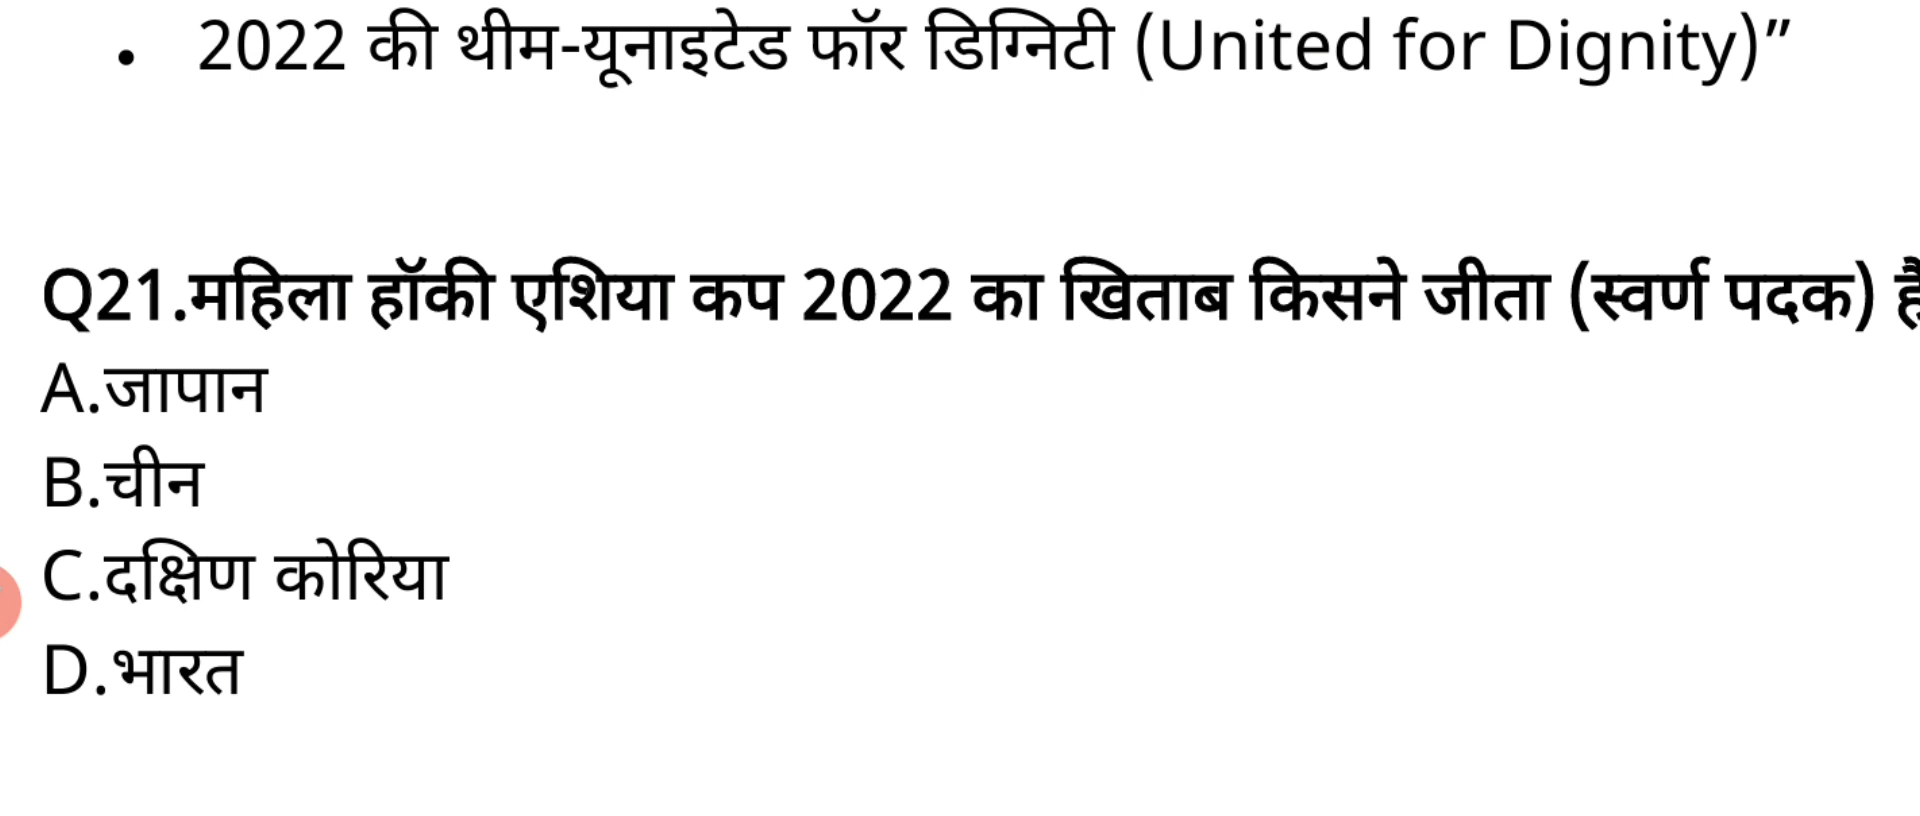 • 2022 की थीम-यूनाइटेड फॉर डिग्निटी (United for Dignity)”
Q21.महिला हॉकी एशिया कप 2022 का खिताब किसने जीता (स्वर्ण पदक) है
A.जापान
B.चीन
C.दक्षिण कोरिया
D.भारत